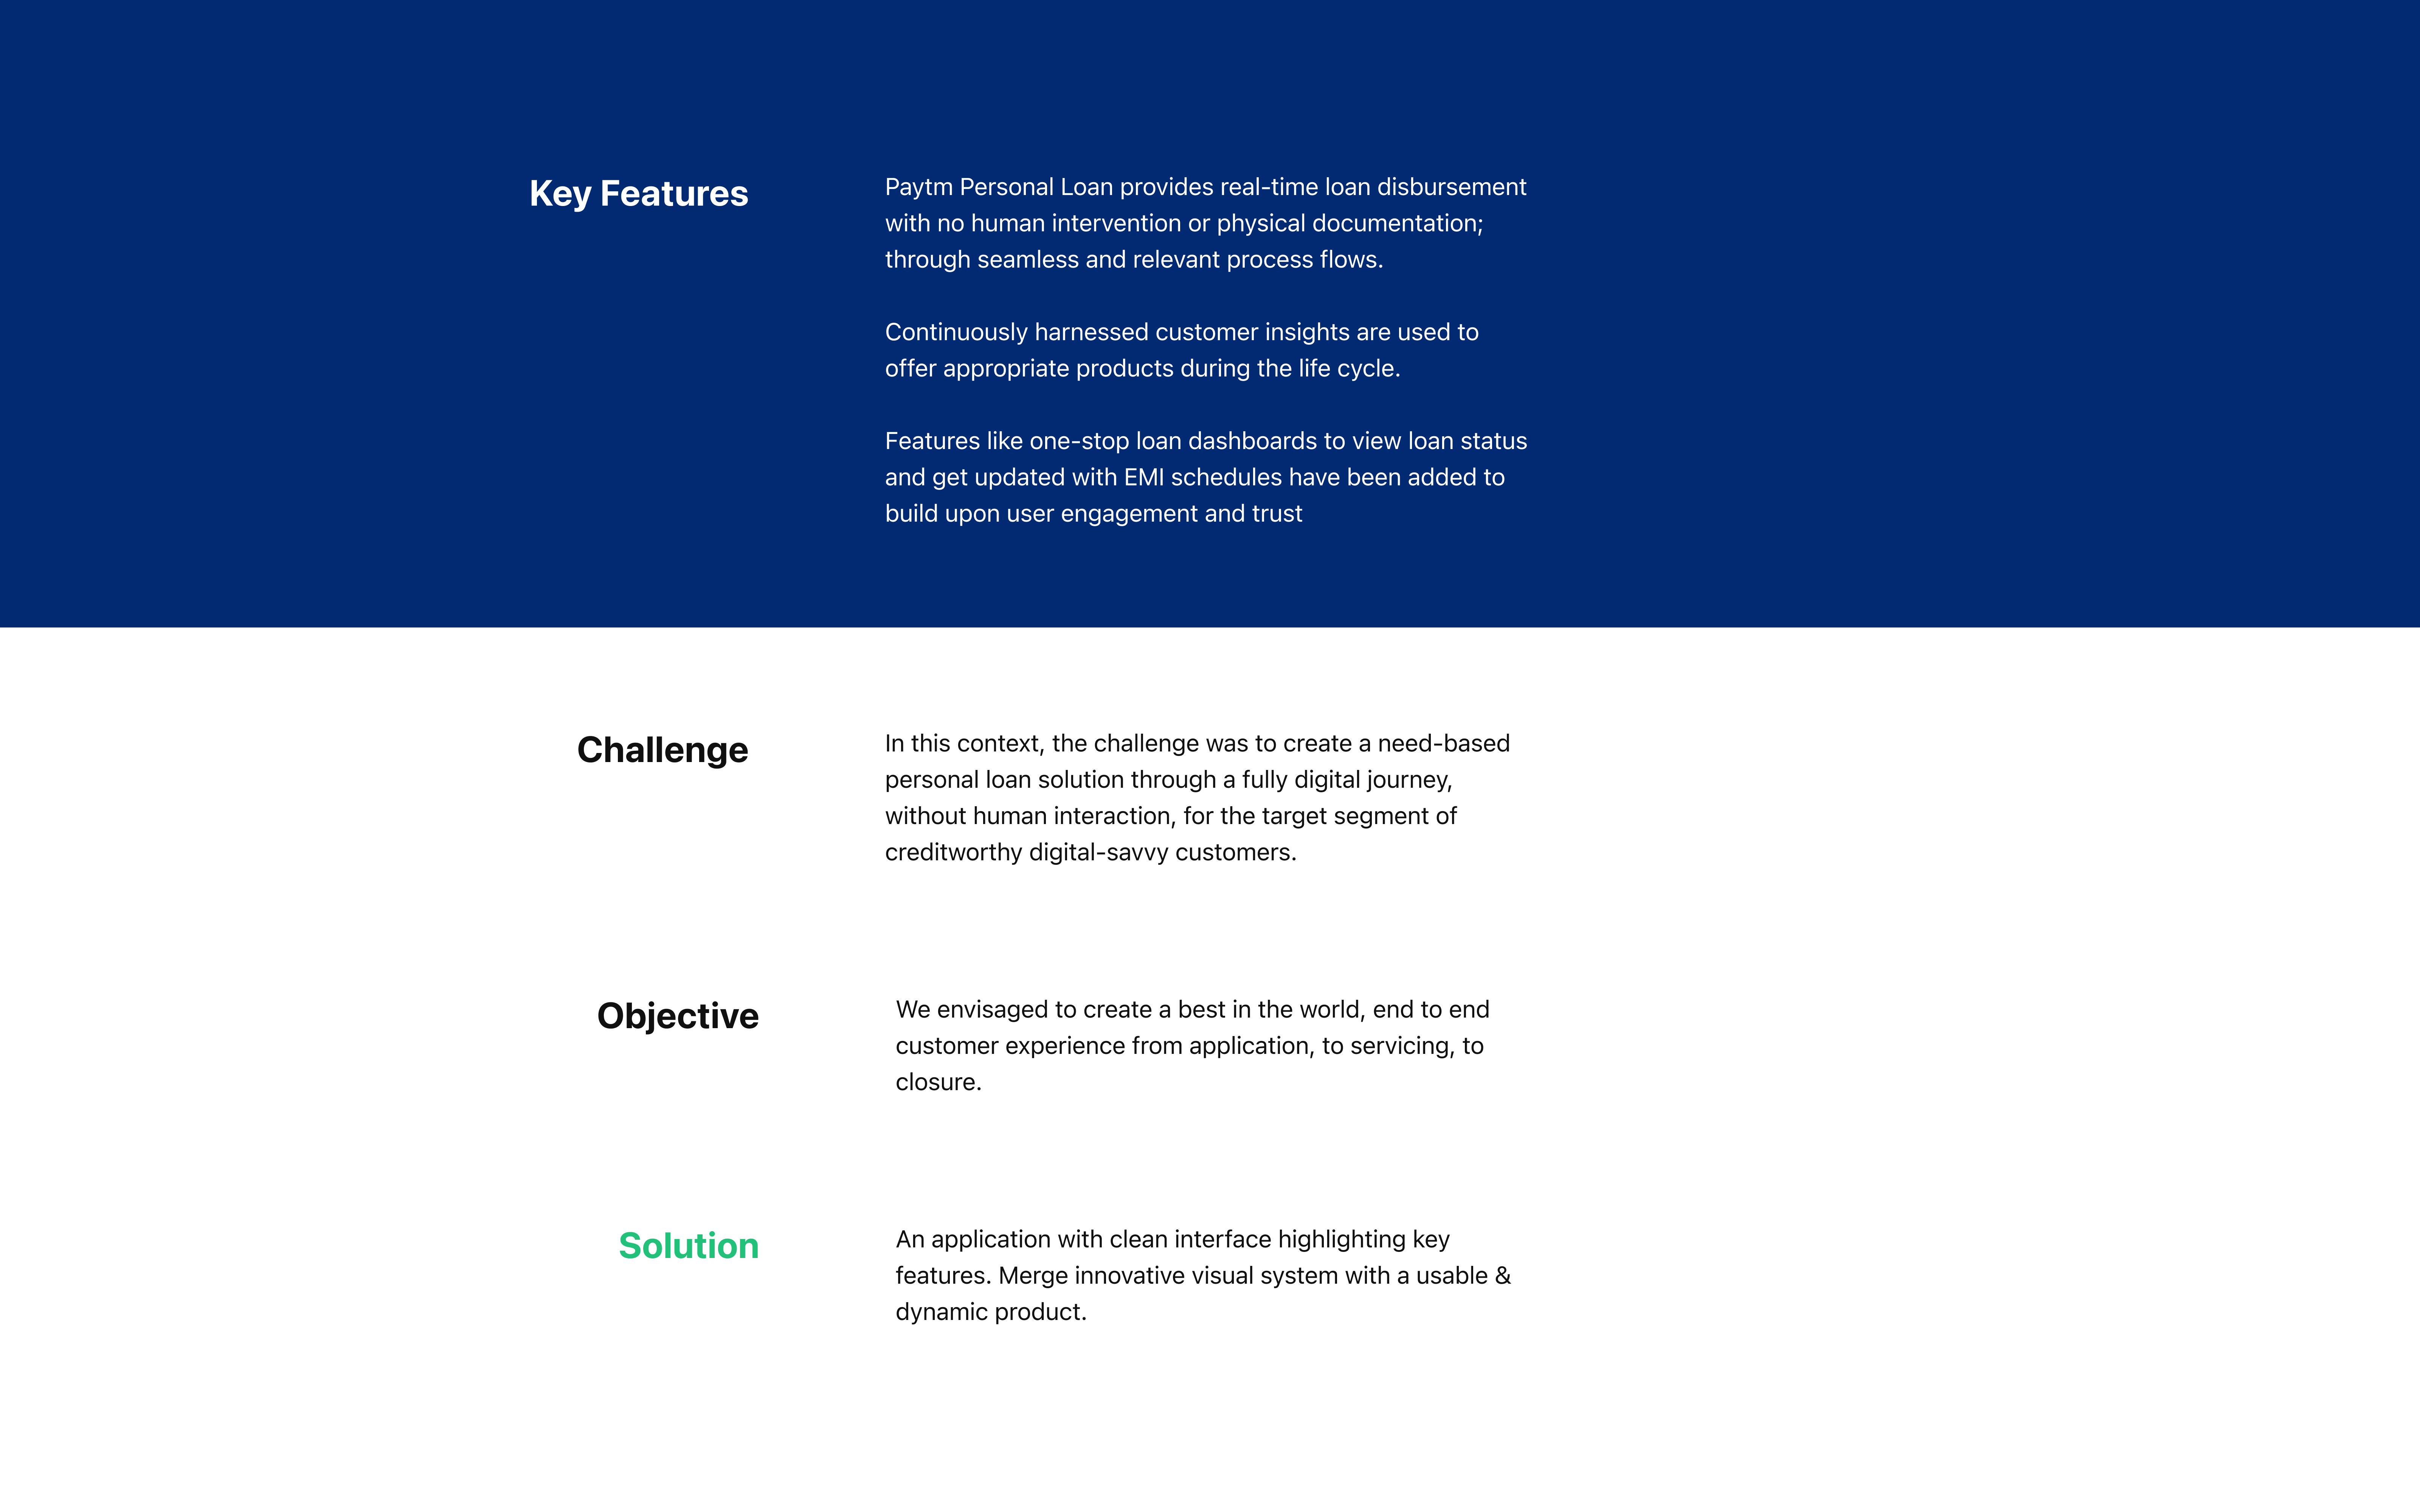 Key Features
Paytm Personal Loan provides real-time loan disbursement
with no human intervention or physical documentation;
through seamless and relevant process flows.
Continuously harnessed customer insights are used to
offer appropriate products during the life cycle.
Features like one-stop loan dashboards to view loan status
and get updated with EMI schedules have been added to
build upon user engagement and trust
Challenge
In this context, the challenge was to create a need-based
personal loan solution through a fully digital journey,
without human interaction, for the target segment of
creditworthy digital-savvy customers.
Objective
We envisaged to create a best in the world, end to end
customer experience from application, to servicing, to
closure.
Solution
An application with clean interface highlighting key
features. Merge innovative visual system with a usable &
dynamic product.